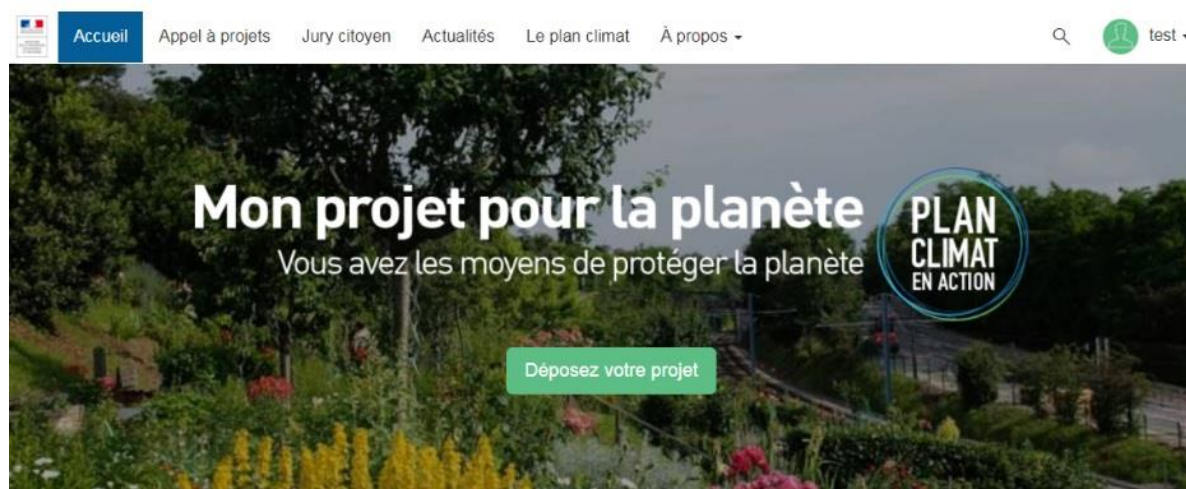 Accueil
Appel à projets
Jury citoyen
Actualités
Le plan climat
À propos
test
Mon projet pour la planète
Vous avez les moyens de protéger la planète
PLAN
CLIMAT
EN ACTION
Déposez votre projet